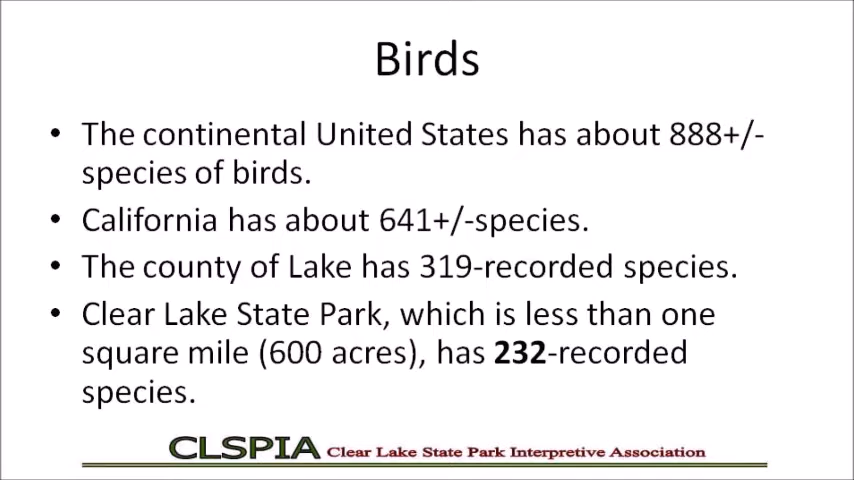 Birds
• The continental United States has about 888+/-
species of birds.
• California has about 641+/-species.
• The county of Lake has 319-recorded species.
• Clear Lake State Park, which is less than one
square mile (600 acres), has 232-recorded
species.
CLSPIA Clear Lake State Park Interpretive Association